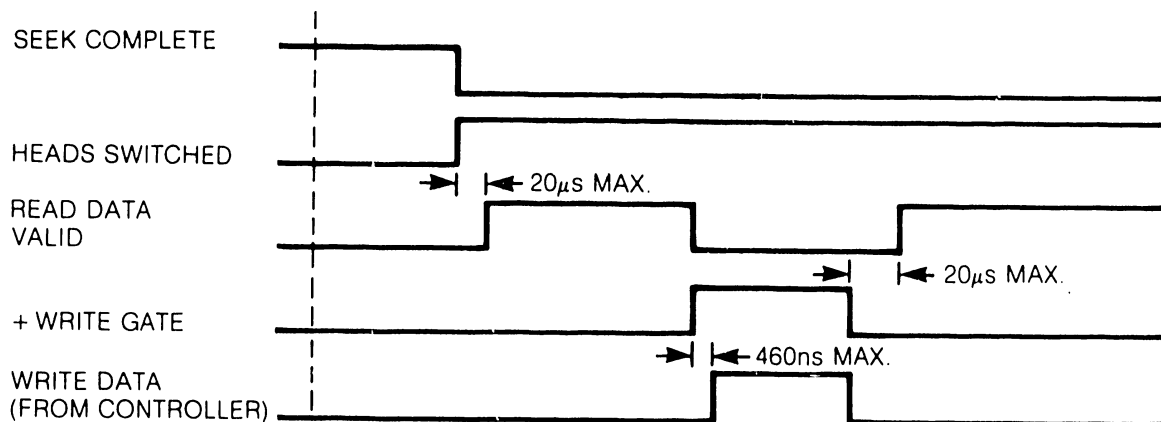 SEEK COMPLETE
HEADS SWITCHED
20μs MAX.
READ DATA
VALID
20μs MAX.
+ WRITE GATE
460ns MAX.
WRITE DATA
(FROM CONTROLLER)